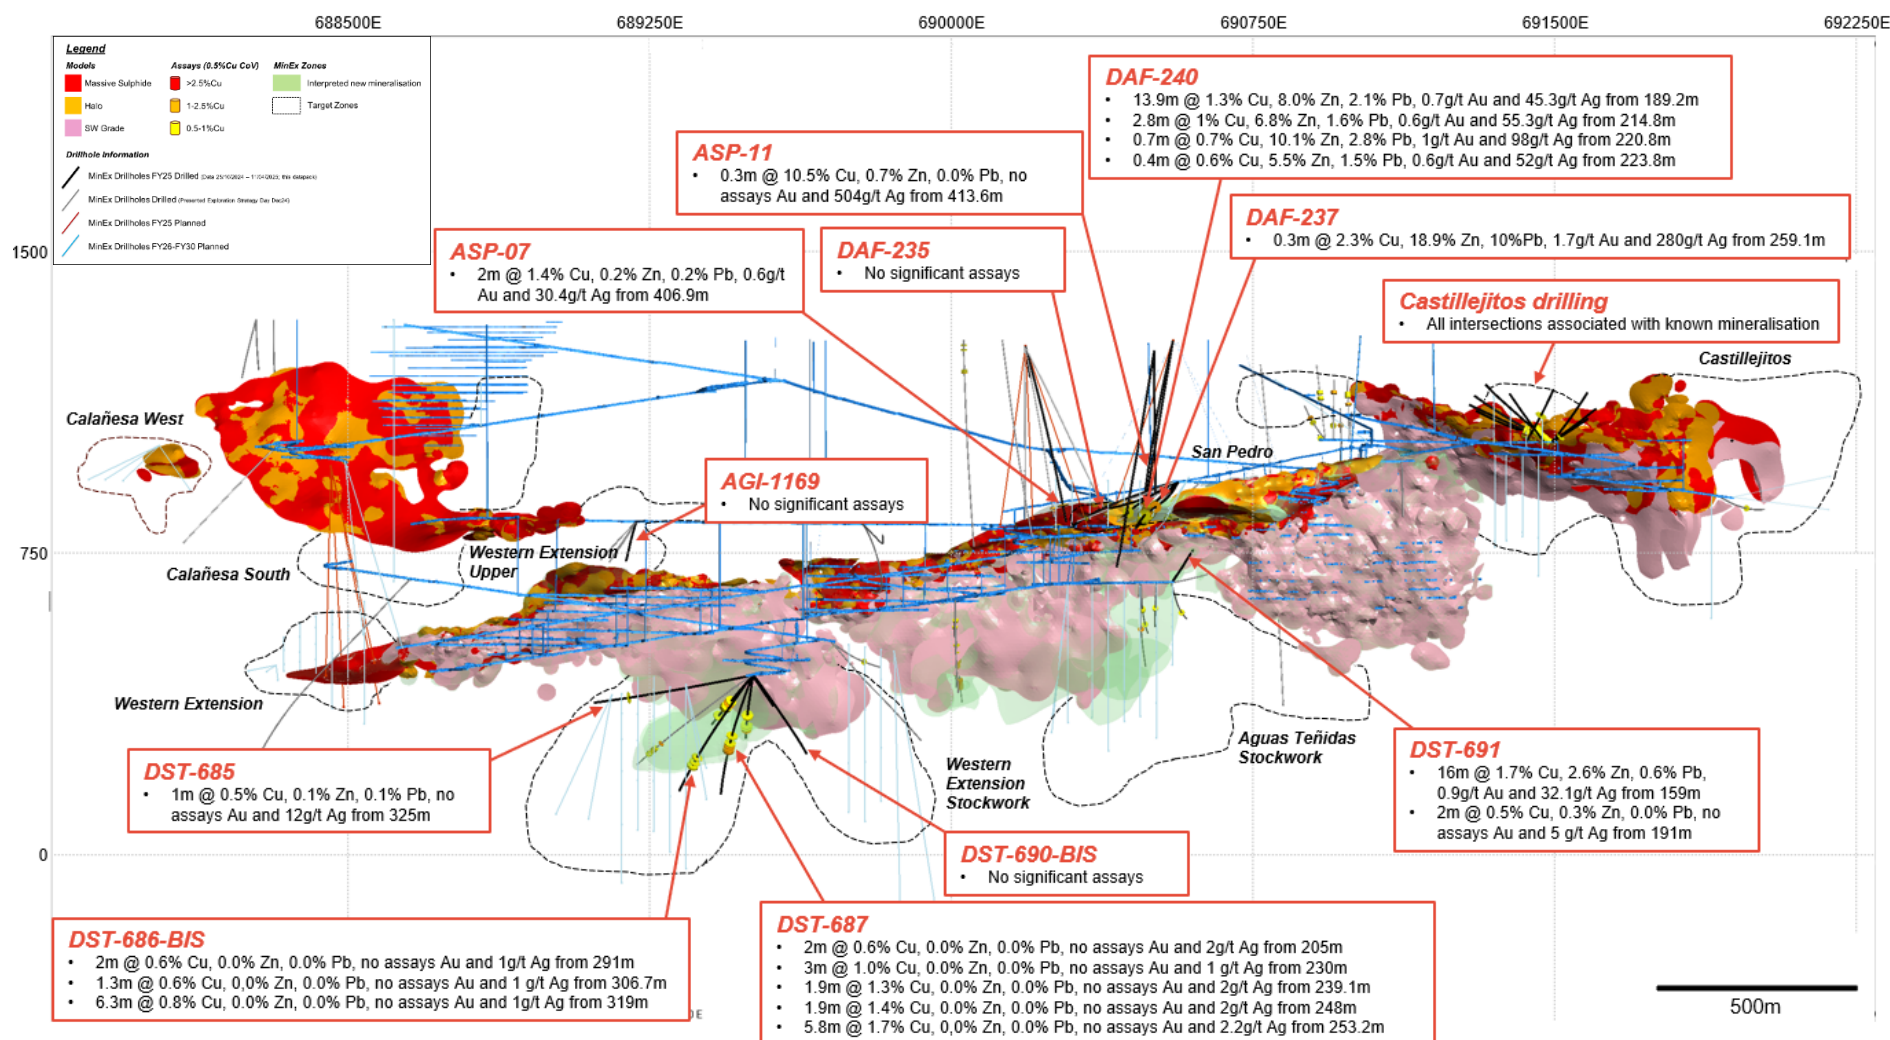 688500E 689250E 690000E 690750E 691500E 692250E
1500
750
0
Legend
Models
Massive Sulphide
Halo
SW Grade
Assays (0.5%Cu CoV)
>2.5%Cu
1-2.5%Cu
0.5-1%Cu
MinEx Zones
Interpreted new mineralisation
Target Zones
Drillhole Information
MinEx Drillholes FY25 Drilled
MinEx Drillholes Drilled (Presented Exploration Strategy Day Dec24)
MinEx Drillholes FY25 Planned
MinEx Drillholes FY26-FY30 Planned
DAF-240
• 13.9m @ 1.3% Cu, 8.0% Zn, 2.1% Pb, 0.7g/t Au and 45.3g/t Ag from 189.2m
• 2.8m @ 1% Cu, 6.8% Zn, 1.6% Pb, 0.6g/t Au and 55.3g/t Ag from 214.8m
• 0.7m @ 0.7% Cu, 10.1% Zn, 2.8% Pb, 1g/t Au and 98g/t Ag from 220.8m
• 0.4m @ 0.6% Cu, 5.5% Zn, 1.5% Pb, 0.6g/t Au and 52g/t Ag from 223.8m
ASP-11
• 0.3m @ 10.5% Cu, 0.7% Zn, 0.0% Pb, no
assays Au and 504g/t Ag from 413.6m
DAF-237
• 0.3m @ 2.3% Cu, 18.9% Zn, 10%Pb, 1.7g/t Au and 280g/t Ag from 259.1m
ASP-07
• 2m @ 1.4% Cu, 0.2% Zn, 0.2% Pb, 0.6g/t
Au and 30.4g/t Ag from 406.9m
DAF-235
• No significant assays
Castillejitos drilling
• All intersections associated with known mineralisation
Castillejitos
Calañesa West
San Pedro
AGI-1169
• No significant assays
Western Extension
Upper
Calañesa South
Western Extension
Western
Extension
Stockwork
Aguas Teñidas
Stockwork
DST-685
• 1m @ 0.5% Cu, 0.1% Zn, 0.1% Pb, no
assays Au and 12g/t Ag from 325m
DST-691
• 16m @ 1.7% Cu, 2.6% Zn, 0.6% Pb,
0.9g/t Au and 32.1g/t Ag from 159m
• 2m @ 0.5% Cu, 0.3% Zn, 0.0% Pb, no
assays Au and 5 g/t Ag from 191m
DST-690-BIS
• No significant assays
DST-686-BIS
• 2m @ 0.6% Cu, 0.0% Zn, 0.0% Pb, no assays Au and 1g/t Ag from 291m
• 1.3m @ 0.6% Cu, 0,0% Zn, 0.0% Pb, no assays Au and 1 g/t Ag from 306.7m
• 6.3m @ 0.8% Cu, 0.0% Zn, 0.0% Pb, no assays Au and 1g/t Ag from 319m
DST-687
• 2m @ 0.6% Cu, 0.0% Zn, 0.0% Pb, no assays Au and 2g/t Ag from 205m
• 3m @ 1.0% Cu, 0.0% Zn, 0.0% Pb, no assays Au and 1 g/t Ag from 230m
• 1.9m @ 1.3% Cu, 0.0% Zn, 0.0% Pb, no assays Au and 2g/t Ag from 239.1m
• 1.9m @ 1.4% Cu, 0.0% Zn, 0.0% Pb, no assays Au and 2g/t Ag from 248m
• 5.8m @ 1.7% Cu, 0,0% Zn, 0.0% Pb, no assays Au and 2.2g/t Ag from 253.2m
500m